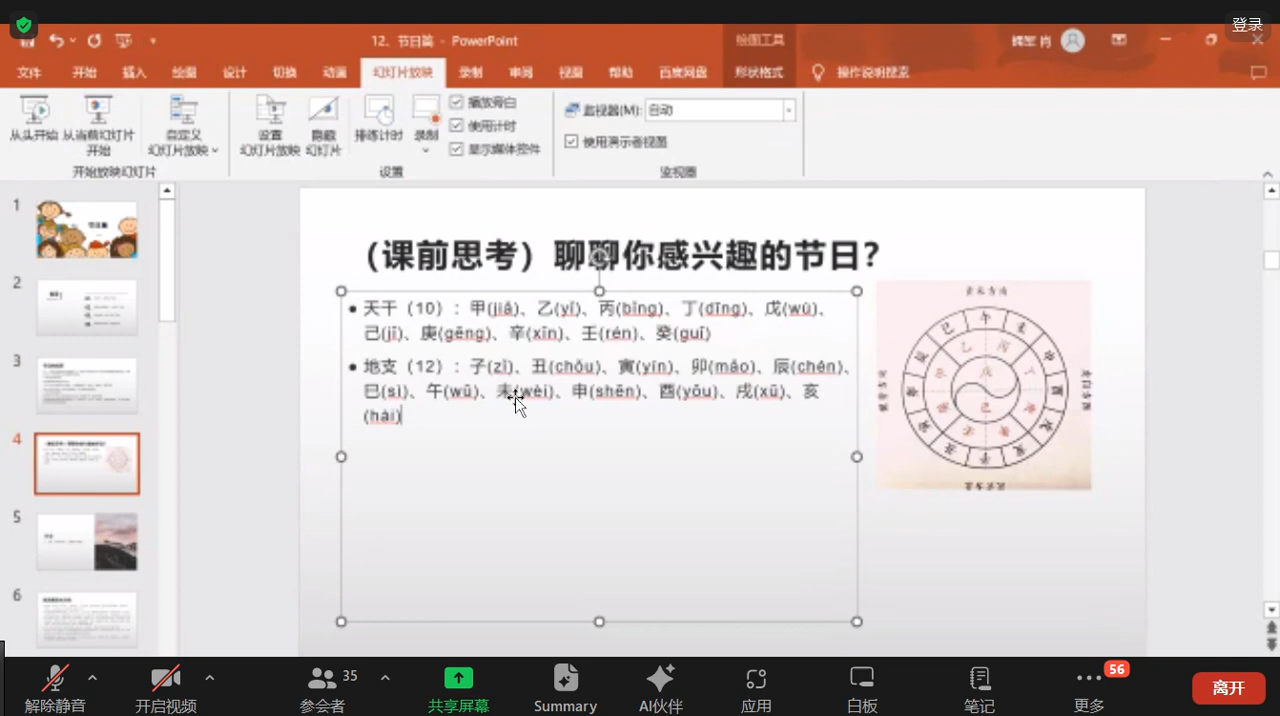 登录
12. 节日篇 - PowerPoint
绘图工具
文件 开始 插入 绘图 设计 切换 动画 幻灯片放映 录制 审阅 视图 帮助 百度网盘 形状格式 操作说明搜索
从头开始 从当前幻灯片
开始
自定义
幻灯片放映
设置
幻灯片放映
隐藏
幻灯片
排练计时 录制
播放旁白
使用计时
显示媒体控件
监视器(M): 自动
使用演示者视图
开始放映幻灯片 设置 监视器
1
2
3
4
5
6
（课前思考）聊聊你感兴趣的节日?
• 天干（10）：甲(jiǎ)、乙(yǐ)、丙(bǐng)、丁(dīng)、戊(wù)、
己(jǐ)、庚(gēng)、辛(xīn)、壬(rén)、癸(guǐ)
• 地支（12）：子(zǐ)、丑(chǒu)、寅(yín)、卯(mǎo)、辰(chén)、
巳(sì)、午(wǔ)、未(wèi)、申(shēn)、酉(yǒu)、戌(xū)、亥
(hài)
解除静音 开启视频 参会者 35 共享屏幕 Summary AI伙伴 应用 白板 笔记 更多 56 离开